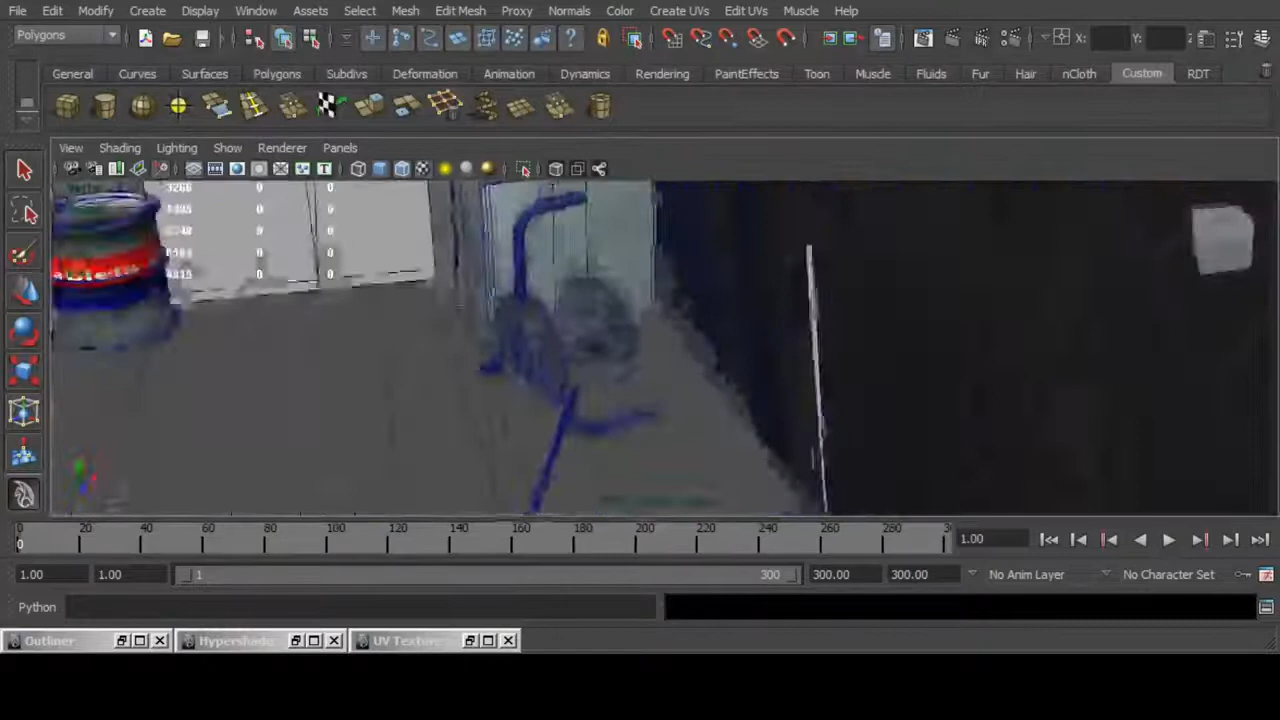 File Edit Modify Create Display Window Assets Select Mesh Edit Mesh Proxy Normals Color Create UVs Edit UVs Muscle Help
Polygons X: Y:
General Curves Surfaces Polygons Subdivs Deformation Animation Dynamics Rendering PaintEffects Toon Muscle Fluids Fur Hair nCloth Custom RDT
View Shading Lighting Show Renderer Panels
3266 0 0
0 0
0 0
0 0
0 0
0 20 40 60 80 100 120 140 160 180 200 220 240 260 280
0 1.00
1.00 1.00 1 300 300.00 300.00 No Anim Layer No Character Set
Python
Outliner Hypershade UV Texture